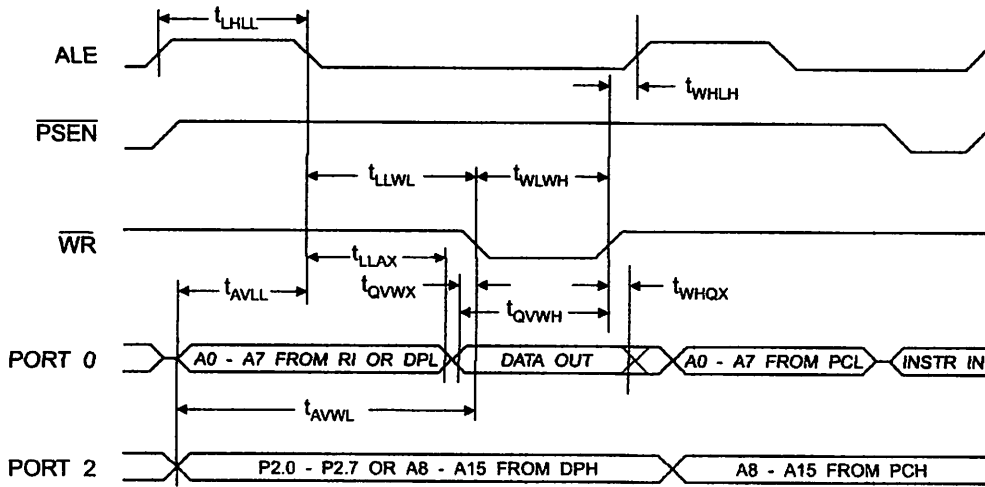 tLHLL
ALE
tWHLH
PSEN
tLLWL tWLWH
WR
tLLAX
tQVWX tWHQX
tAVLL tQVWH
PORT 0 A0 - A7 FROM RI OR DPL DATA OUT A0 - A7 FROM PCL INSTR IN
tAVWL
PORT 2 P2.0 - P2.7 OR A8 - A15 FROM DPH A8 - A15 FROM PCH